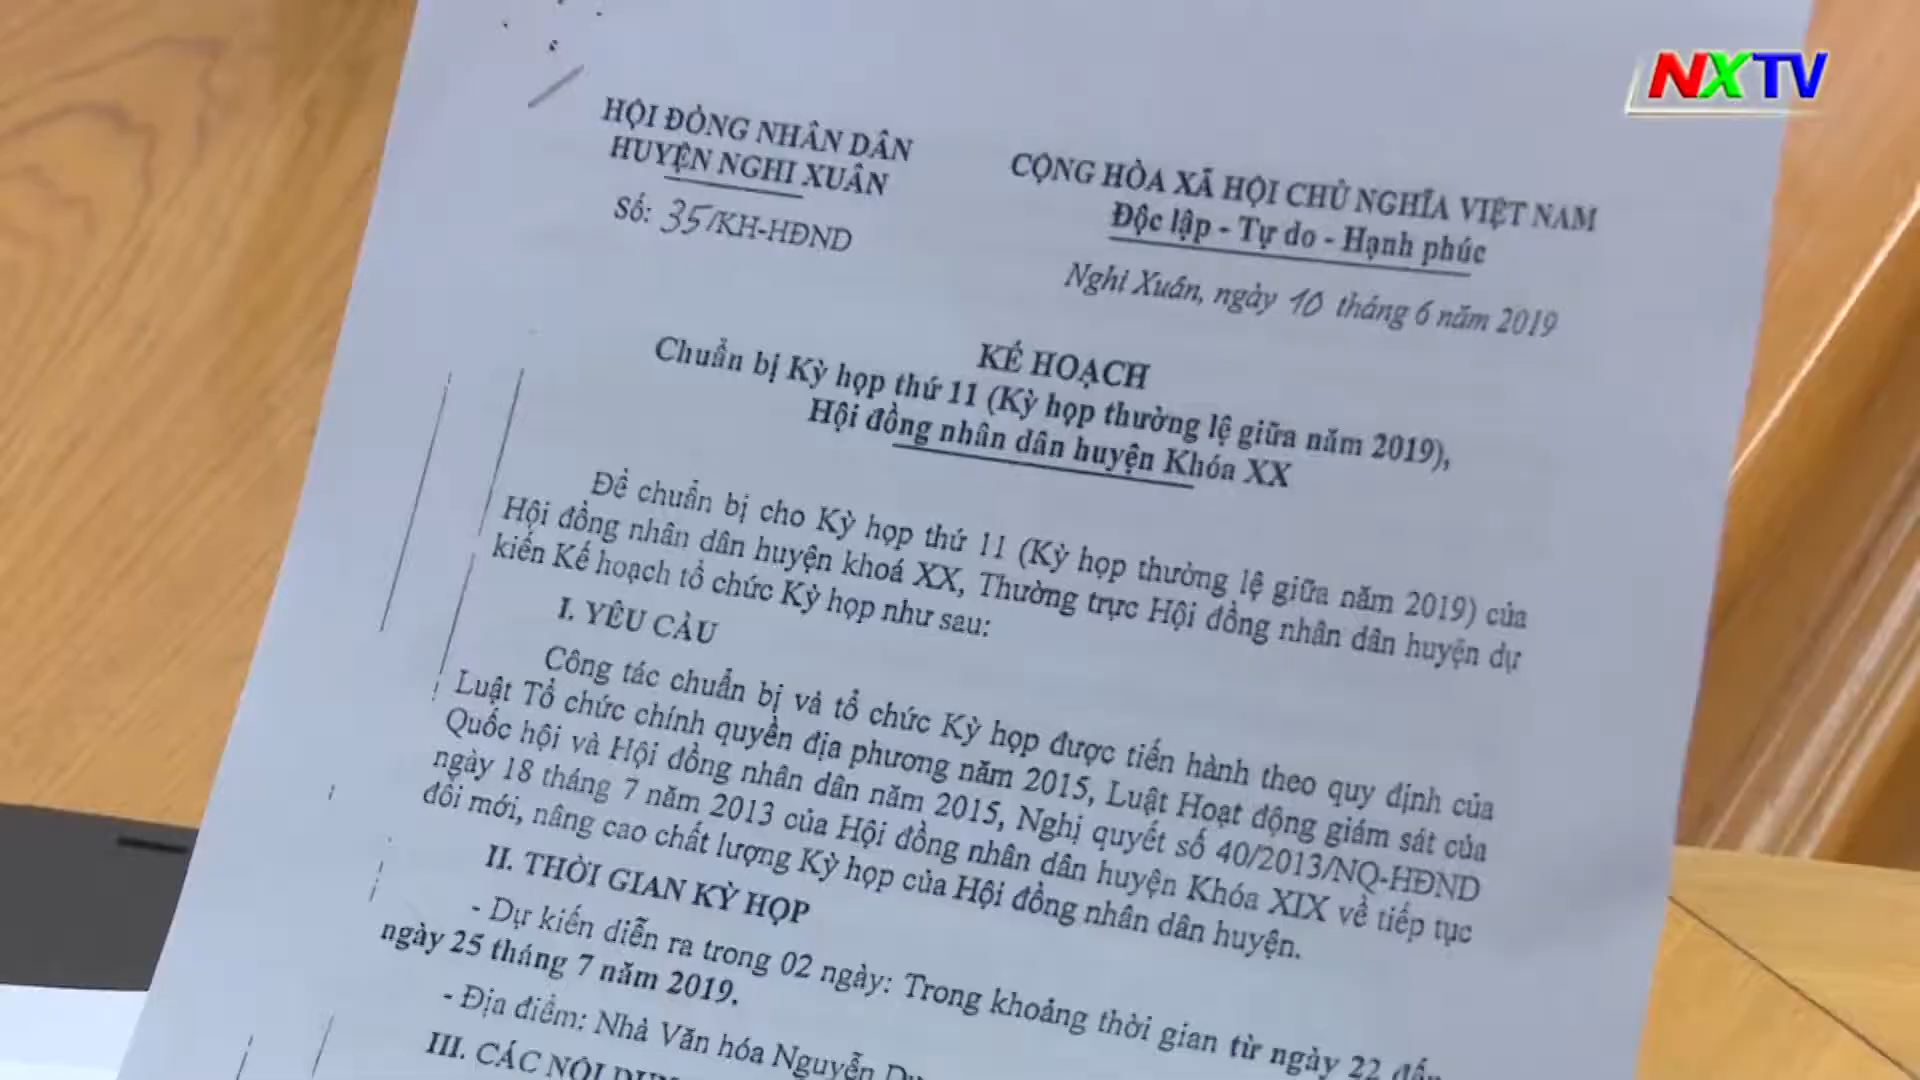 NXTV
HỘI ĐỒNG NHÂN DÂN
HUYỆN NGHI XUÂN
Số: 35/KH-HĐND
CỘNG HÒA XÃ HỘI CHỦ NGHĨA VIỆT NAM
Độc lập - Tự do - Hạnh phúc
Nghi Xuân, ngày 10 tháng 6 năm 2019
KẾ HOẠCH
Chuẩn bị Kỳ họp thứ 11 (Kỳ họp thường lệ giữa năm 2019),
Hội đồng nhân dân huyện Khóa XX
Để chuẩn bị cho Kỳ họp thứ 11 (Kỳ họp thường lệ giữa năm 2019) của
Hội đồng nhân dân huyện khoá XX, Thường trực Hội đồng nhân dân huyện dự
kiến Kế hoạch tổ chức Kỳ họp như sau:
I. YÊU CẦU
Công tác chuẩn bị và tổ chức Kỳ họp được tiến hành theo quy định của
Luật Tổ chức chính quyền địa phương năm 2015, Luật Hoạt động giám sát của
Quốc hội và Hội đồng nhân dân năm 2015, Nghị quyết số 40/2013/NQ-HĐND
ngày 18 tháng 7 năm 2013 của Hội đồng nhân dân huyện Khóa XIX về tiếp tục
đổi mới, nâng cao chất lượng Kỳ họp của Hội đồng nhân dân huyện.
II. THỜI GIAN KỲ HỌP
- Dự kiến diễn ra trong 02 ngày: Trong khoảng thời gian từ ngày 22 đến
ngày 25 tháng 7 năm 2019.
- Địa điểm: Nhà Văn hóa Nguyễn
III. CÁC NỘI